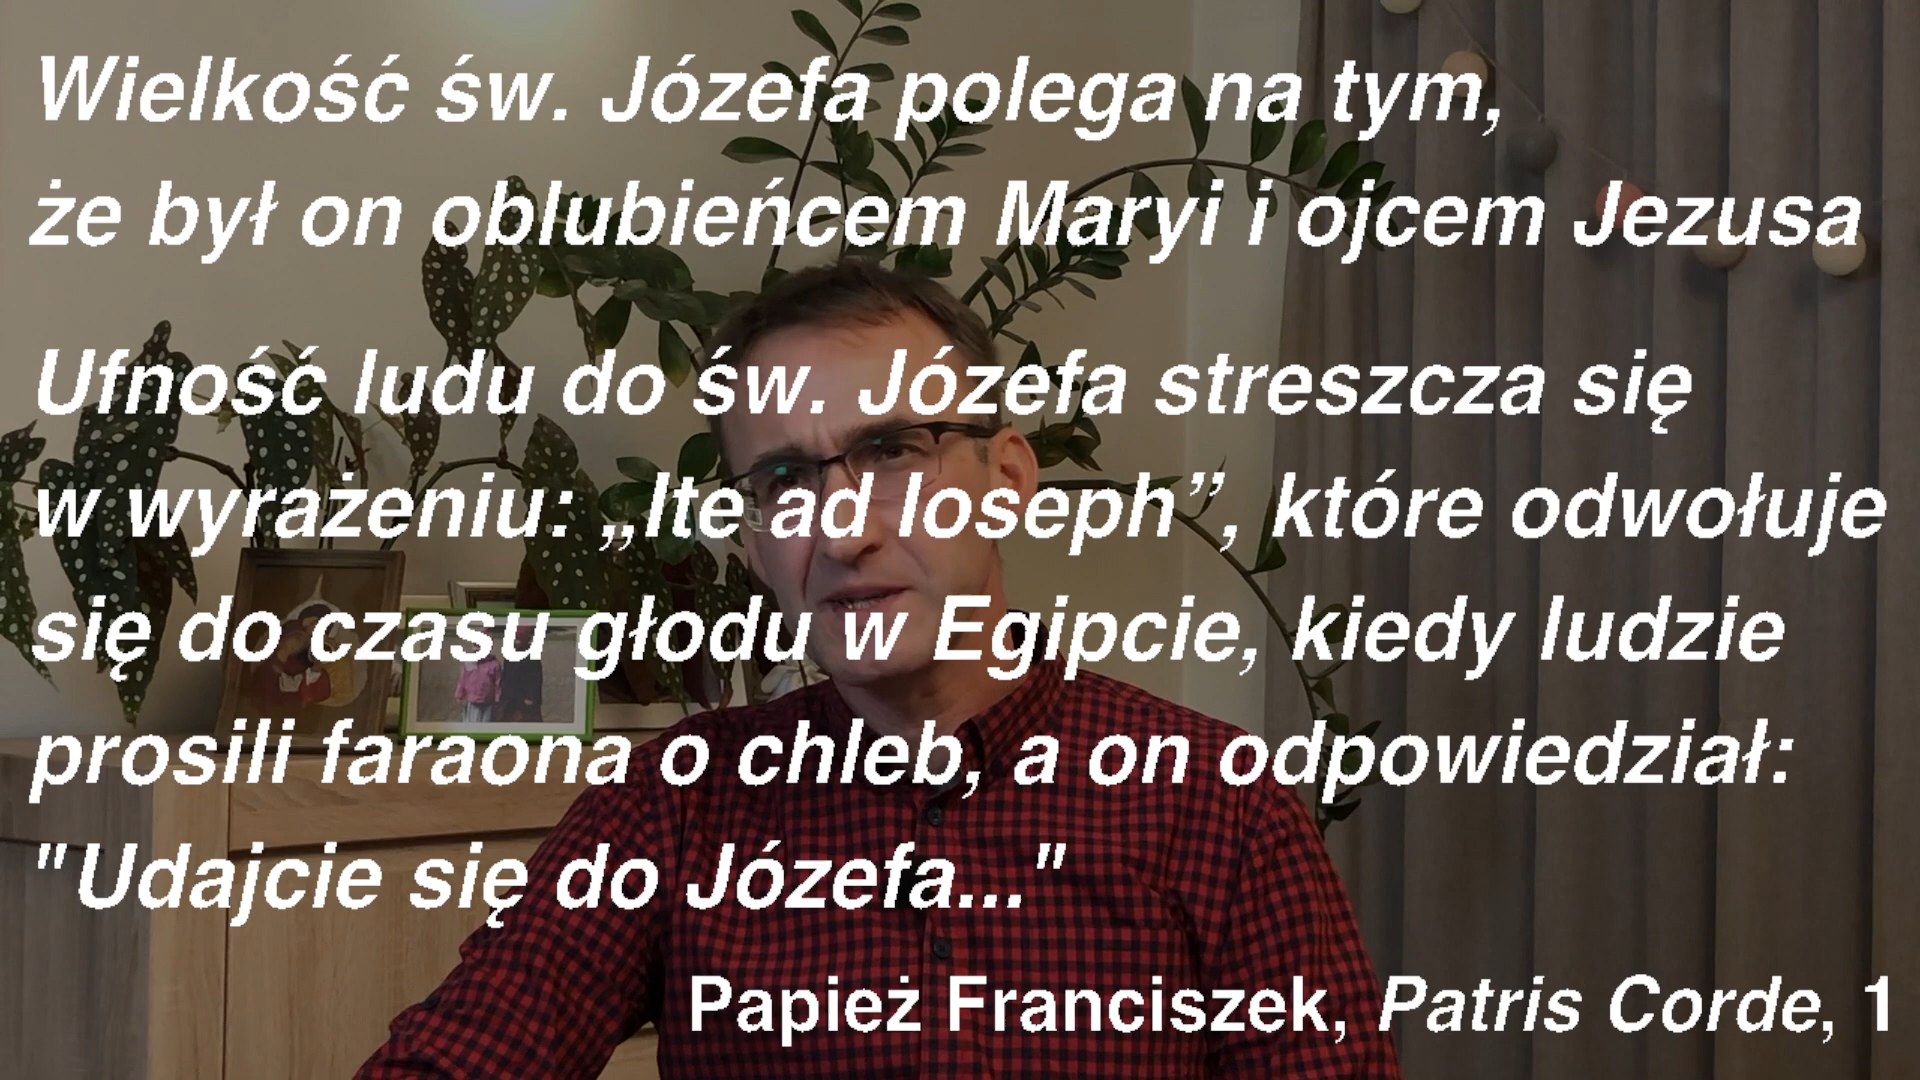 Wielkość św. Józefa polega na tym,
że był on oblubieńcem Maryi i ojcem Jezusa
Ufność ludu do św. Józefa streszcza się
w wyrażeniu: „Ite ad Ioseph”, które odwołuje
się do czasu głodu w Egipcie, kiedy ludzie
prosili faraona o chleb, a on odpowiedział:
"Udajcie się do Józefa..."
Papież Franciszek, Patris Corde, 1